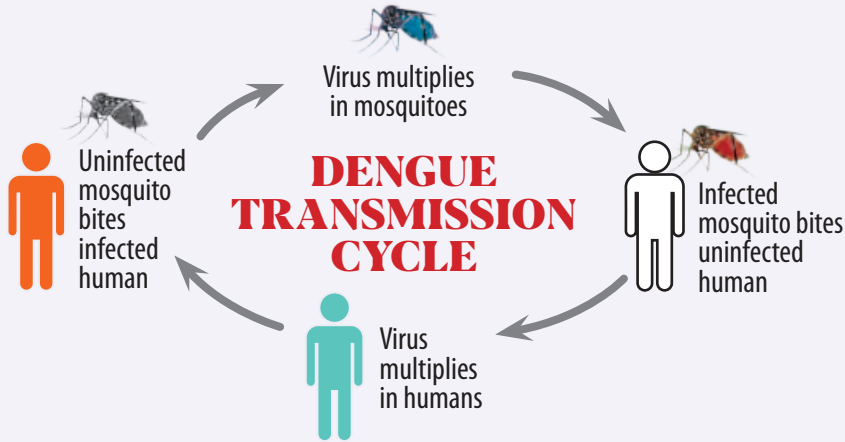 Virus multiplies
in mosquitoes
Uninfected
mosquito
bites
infected
human
DENGUE
TRANSMISSION
CYCLE
Infected
mosquito bites
uninfected
human
Virus
multiplies
in humans